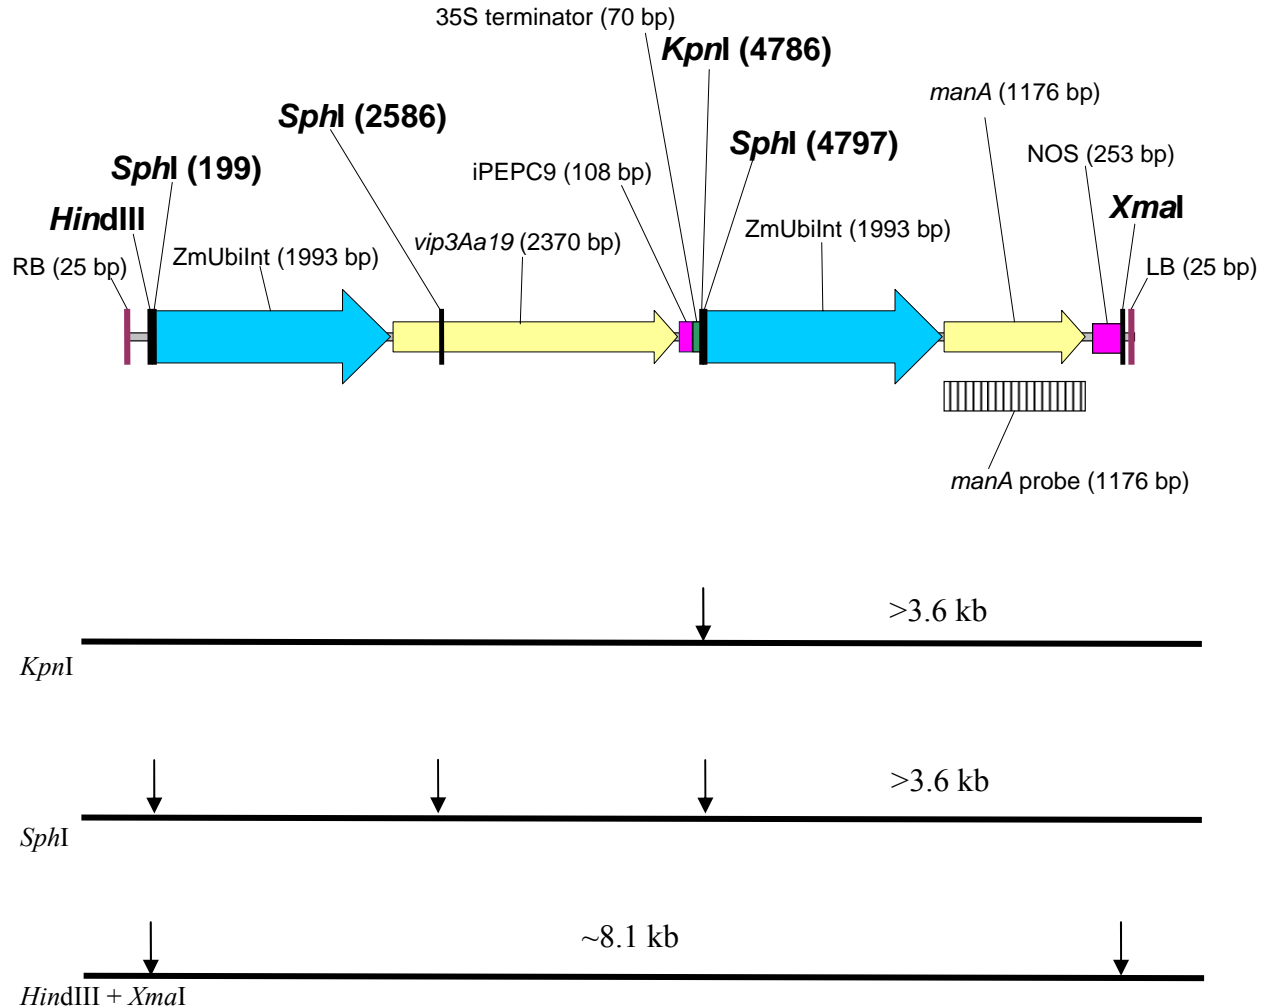 35S terminator (70 bp)
KpnI (4786)
manA (1176 bp)
SphI (2586)
SphI (4797)
NOS (253 bp)
SphI (199)
iPEPC9 (108 bp)
HindIII
XmaI
ZmUbiInt (1993 bp)
vip3Aa19 (2370 bp)
ZmUbiInt (1993 bp)
RB (25 bp)
LB (25 bp)
manA probe (1176 bp)
>3.6 kb
KpnI
>3.6 kb
SphI
~8.1 kb
HindIII + XmaI